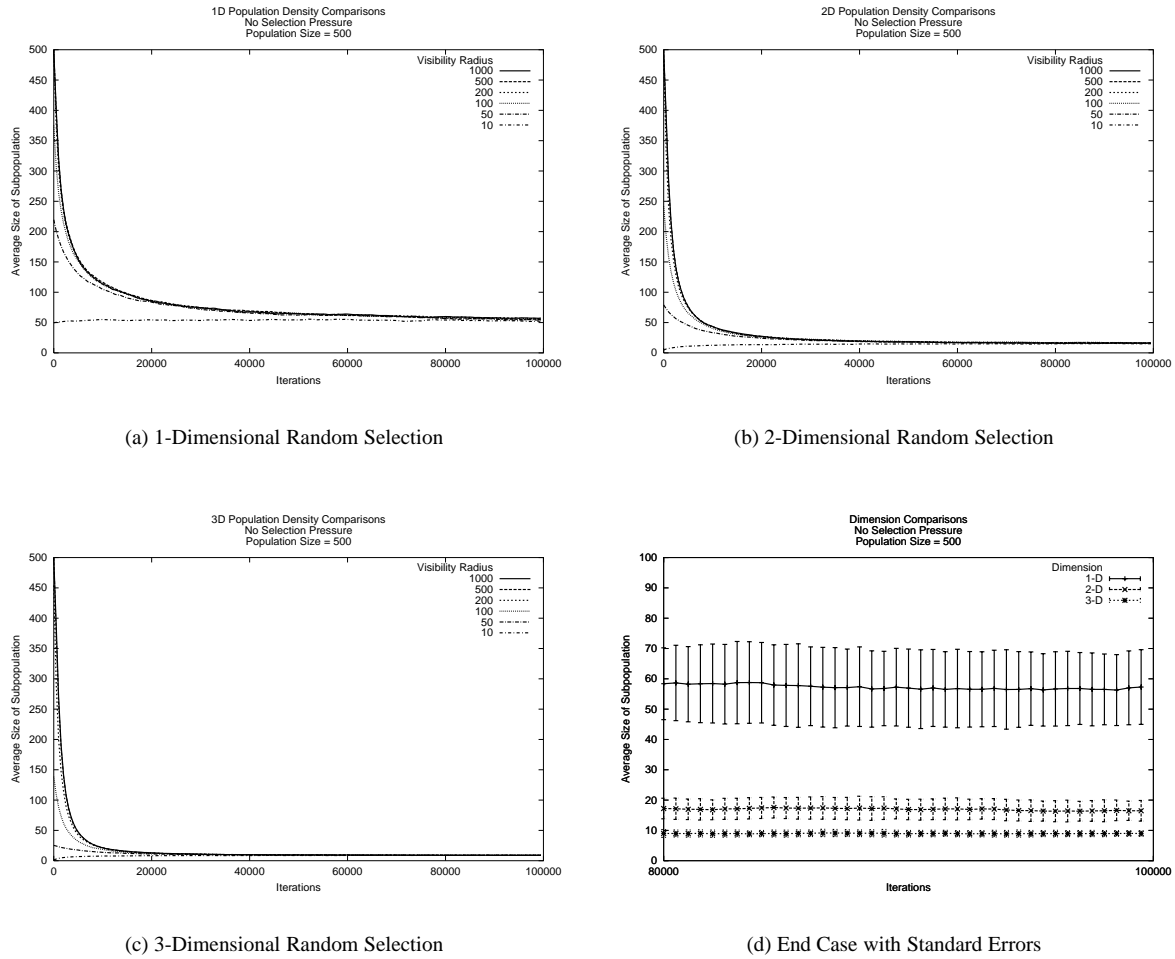 1D Population Density Comparisons
No Selection Pressure
Population Size = 500
Average Size of Subpopulation
500
450
400
350
300
250
200
150
100
50
0
Visibility Radius
1000
500
200
100
50
10
0
20000
40000
60000
80000
100000
Iterations
(a) 1-Dimensional Random Selection
2D Population Density Comparisons
No Selection Pressure
Population Size = 500
Average Size of Subpopulation
500
450
400
350
300
250
200
150
100
50
0
Visibility Radius
1000
500
200
100
50
10
0
20000
40000
60000
80000
100000
Iterations
(b) 2-Dimensional Random Selection
3D Population Density Comparisons
No Selection Pressure
Population Size = 500
Average Size of Subpopulation
500
450
400
350
300
250
200
150
100
50
0
Visibility Radius
1000
500
200
100
50
10
0
20000
40000
60000
80000
100000
Iterations
(c) 3-Dimensional Random Selection
Dimension Comparisons
No Selection Pressure
Population Size = 500
Average Size of Subpopulation
100
90
80
70
60
50
40
30
20
10
0
Dimension
1-D
2-D
3-D
80000
100000
Iterations
(d) End Case with Standard Errors